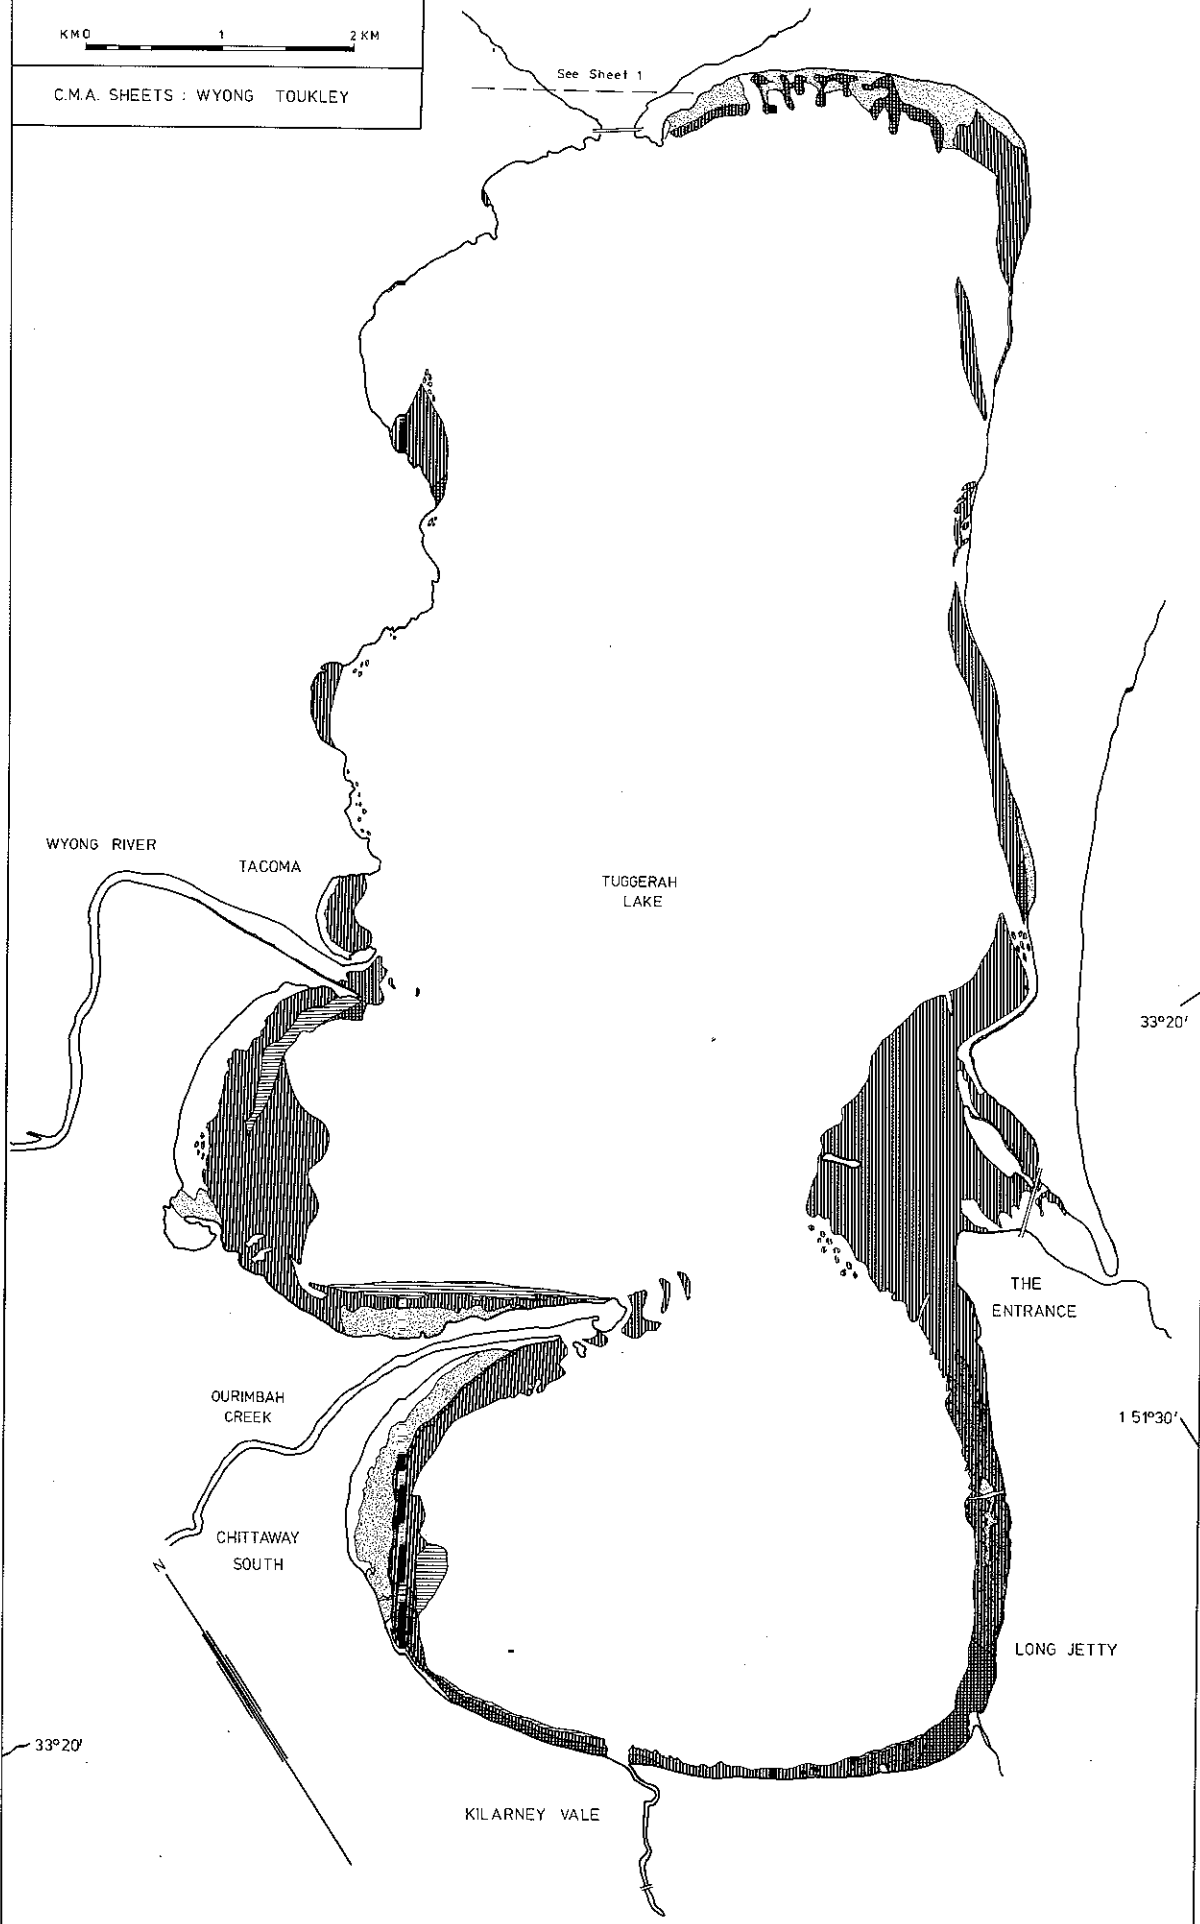 KM 0 1 2 KM
C.M.A. SHEETS : WYONG TOUKLEY
See Sheet 1
WYONG RIVER
TACOMA
TUGGERAH
LAKE
33°20'
THE
ENTRANCE
OURIMBAH
CREEK
151°30'
CHITTAWAY
SOUTH
N
LONG JETTY
33°20'
KILARNEY VALE